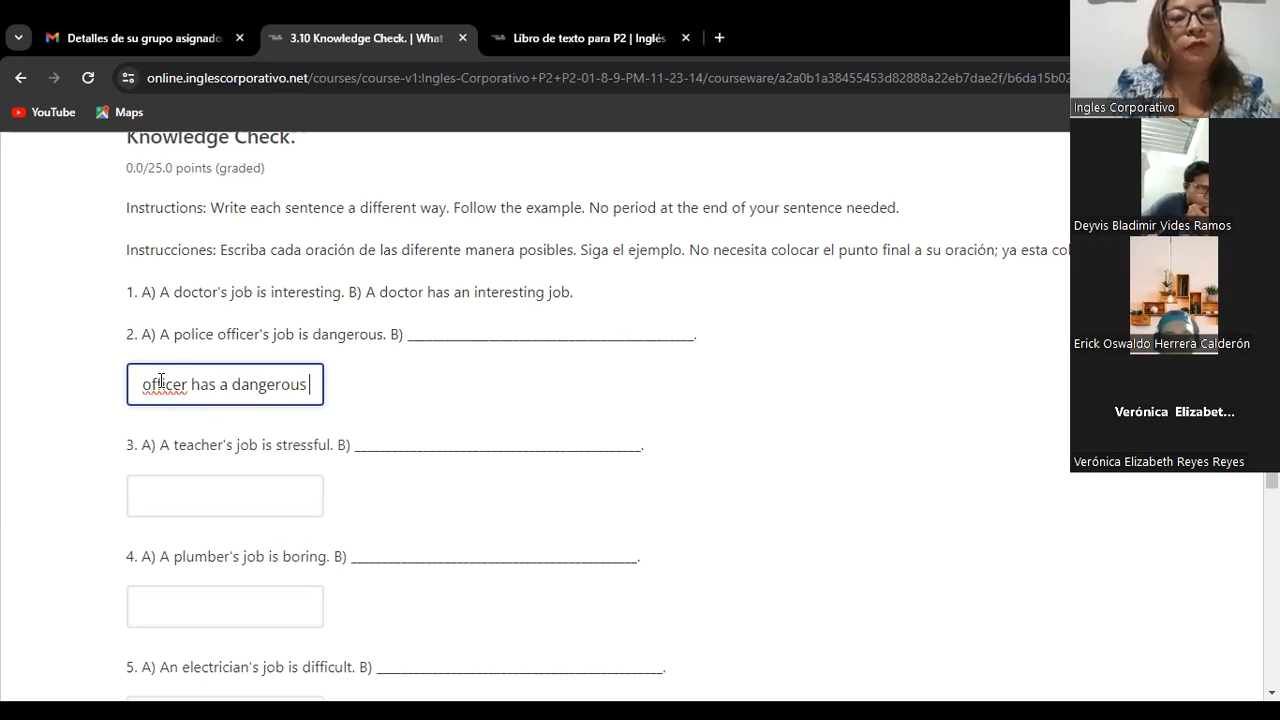 Detalles de su grupo asignado
3.10 Knowledge Check. | What
Libro de texto para P2 | Inglés
online.inglescorporativo.net/courses/course-v1:Ingles-Corporativo+P2+P2-01-8-9-PM-11-23-14/courseware/a2a0b1a38455453d82888a22eb7dae2f/b6da15b02
YouTube
Maps
Knowledge Check.
0.0/25.0 points (graded)
Instructions: Write each sentence a different way. Follow the example. No period at the end of your sentence needed.
Instrucciones: Escriba cada oración de las diferente manera posibles. Siga el ejemplo. No necesita colocar el punto final a su oración; ya esta col
1. A) A doctor's job is interesting. B) A doctor has an interesting job.
2. A) A police officer's job is dangerous. B) ______________________________________.
officer has a dangerous
3. A) A teacher's job is stressful. B) ______________________________________.
4. A) A plumber's job is boring. B) ______________________________________.
5. A) An electrician's job is difficult. B) ______________________________________.
Ingles Corporativo
Deyvis Bladimir Vides Ramos
Erick Oswaldo Herrera Calderón
Verónica Elizabet...
Verónica Elizabeth Reyes Reyes